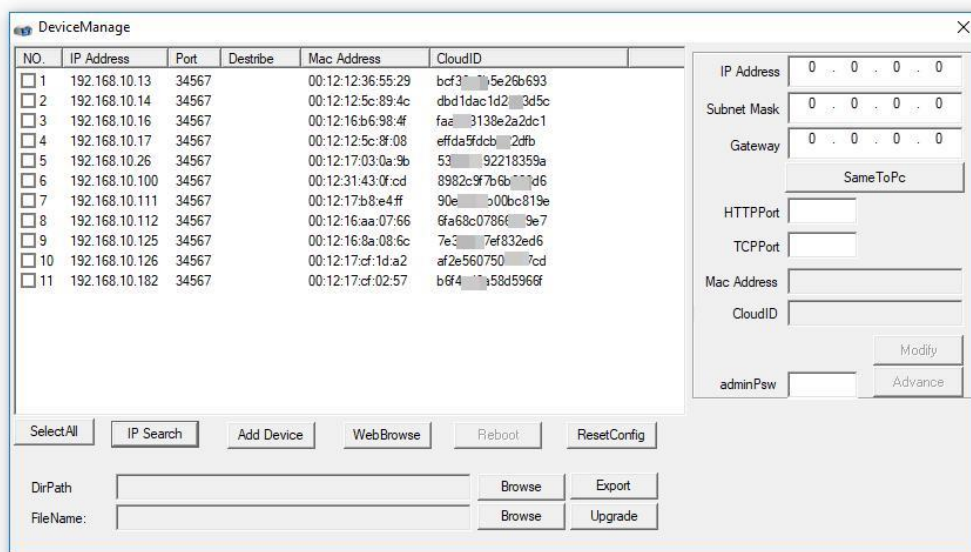 DeviceManage
NO. IP Address Port Destribe Mac Address CloudID
1 192.168.10.13 34567 00:12:12:36:55:29
2 192.168.10.14 34567 00:12:12:5c:89:4c
3 192.168.10.16 34567 00:12:16:b6:98:4f
4 192.168.10.17 34567 00:12:12:5c:8f:08
5 192.168.10.26 34567 00:12:17:03:0a:9b
6 192.168.10.100 34567 00:12:31:43:0f:cd
7 192.168.10.111 34567 00:12:17:b8:e4:ff
8 192.168.10.112 34567 00:12:16:aa:07:66
9 192.168.10.125 34567 00:12:16:8a:08:6c
10 192.168.10.126 34567 00:12:17:cf:1d:a2
11 192.168.10.182 34567 00:12:17:cf:02:57
IP Address 0 . 0 . 0 . 0
Subnet Mask 0 . 0 . 0 . 0
Gateway 0 . 0 . 0 . 0
SameToPc
HTTPPort
TCPPort
Mac Address
CloudID
Modify
adminPsw Advance
SelectAll IP Search Add Device WebBrowse Reboot ResetConfig
DirPath Browse Export
FileName: Browse Upgrade